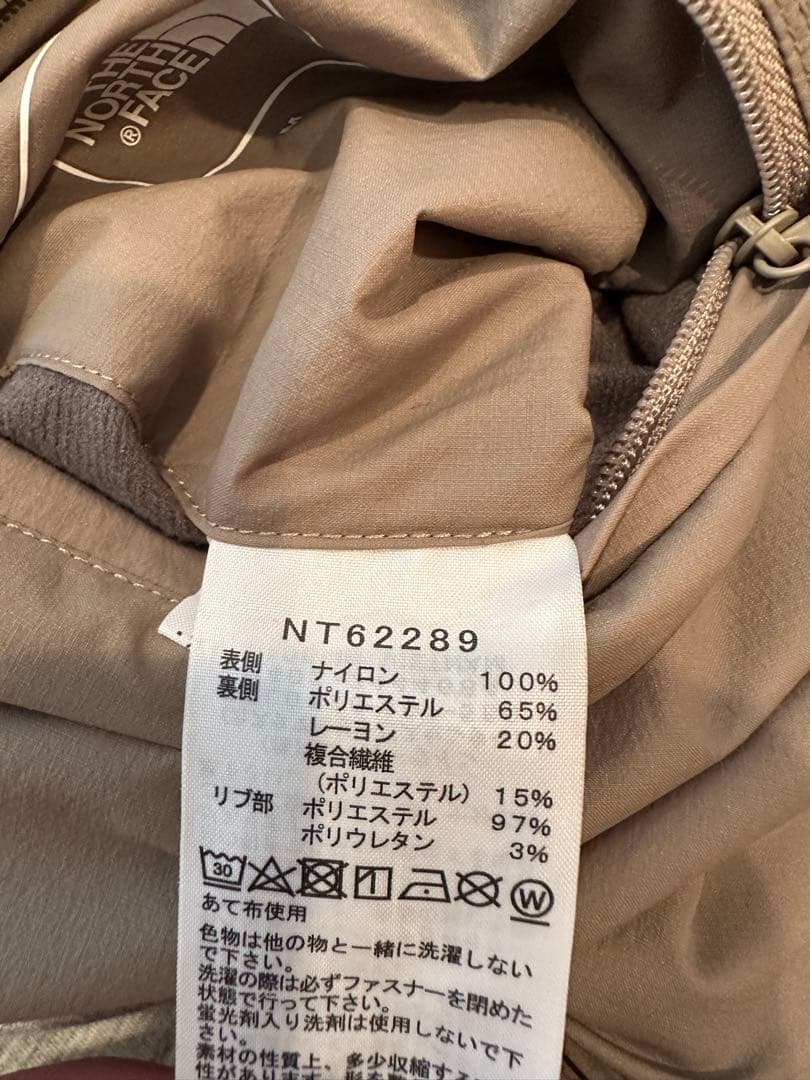 THE
NORTH
FACE
®
NT62289
表側 ナイロン 100%
裏側 ポリエステル 65%
レーヨン 20%
複合繊維
(ポリエステル) 15%
リブ部 ポリエステル 97%
ポリウレタン 3%
30
W
あて布使用
色物は他の物と一緒に洗濯しない
で下さい。
洗濯の際は必ずファスナーを閉めた
状態で行って下さい。
蛍光剤入り洗剤は使用しないで下
さい。
素材の性質上、多少収縮する
性があります